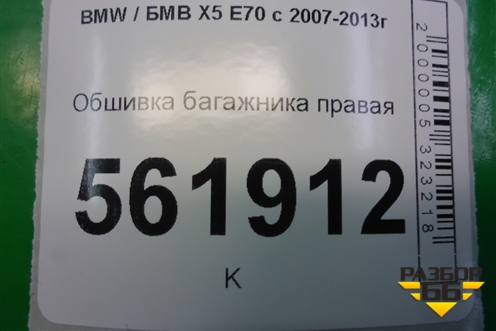 BMW / БМВ X5 E70 с 2007-2013г
Обшивка багажника правая
561912
К
2000005323218
РАЗБОР
66